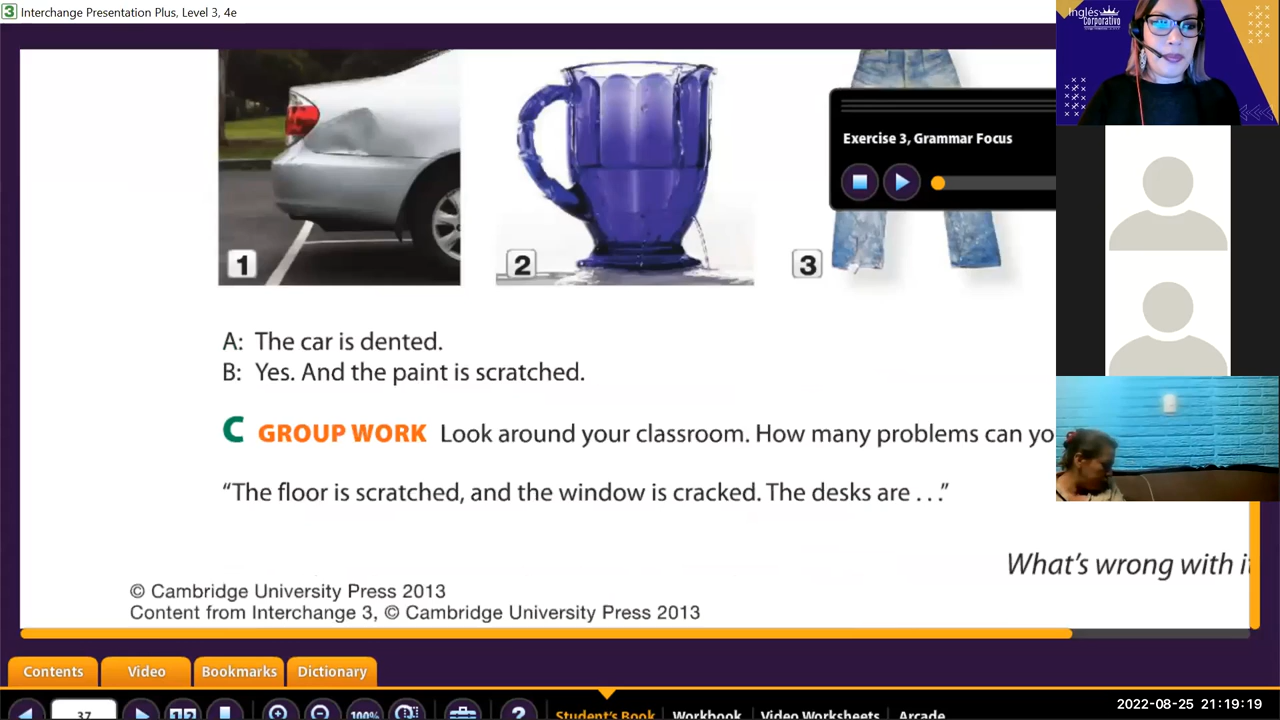 3 Interchange Presentation Plus, Level 3, 4e
Inglés
Corporativo
Exercise 3, Grammar Focus
1
2
3
A: The car is dented.
B: Yes. And the paint is scratched.
C GROUP WORK Look around your classroom. How many problems can yo
“The floor is scratched, and the window is cracked. The desks are . . .”
What's wrong with it
© Cambridge University Press 2013
Content from Interchange 3, © Cambridge University Press 2013
Contents Video Bookmarks Dictionary
37 100% ? Student's Book Workbook Video Worksheets Arcade
2022-08-25 21:19:19